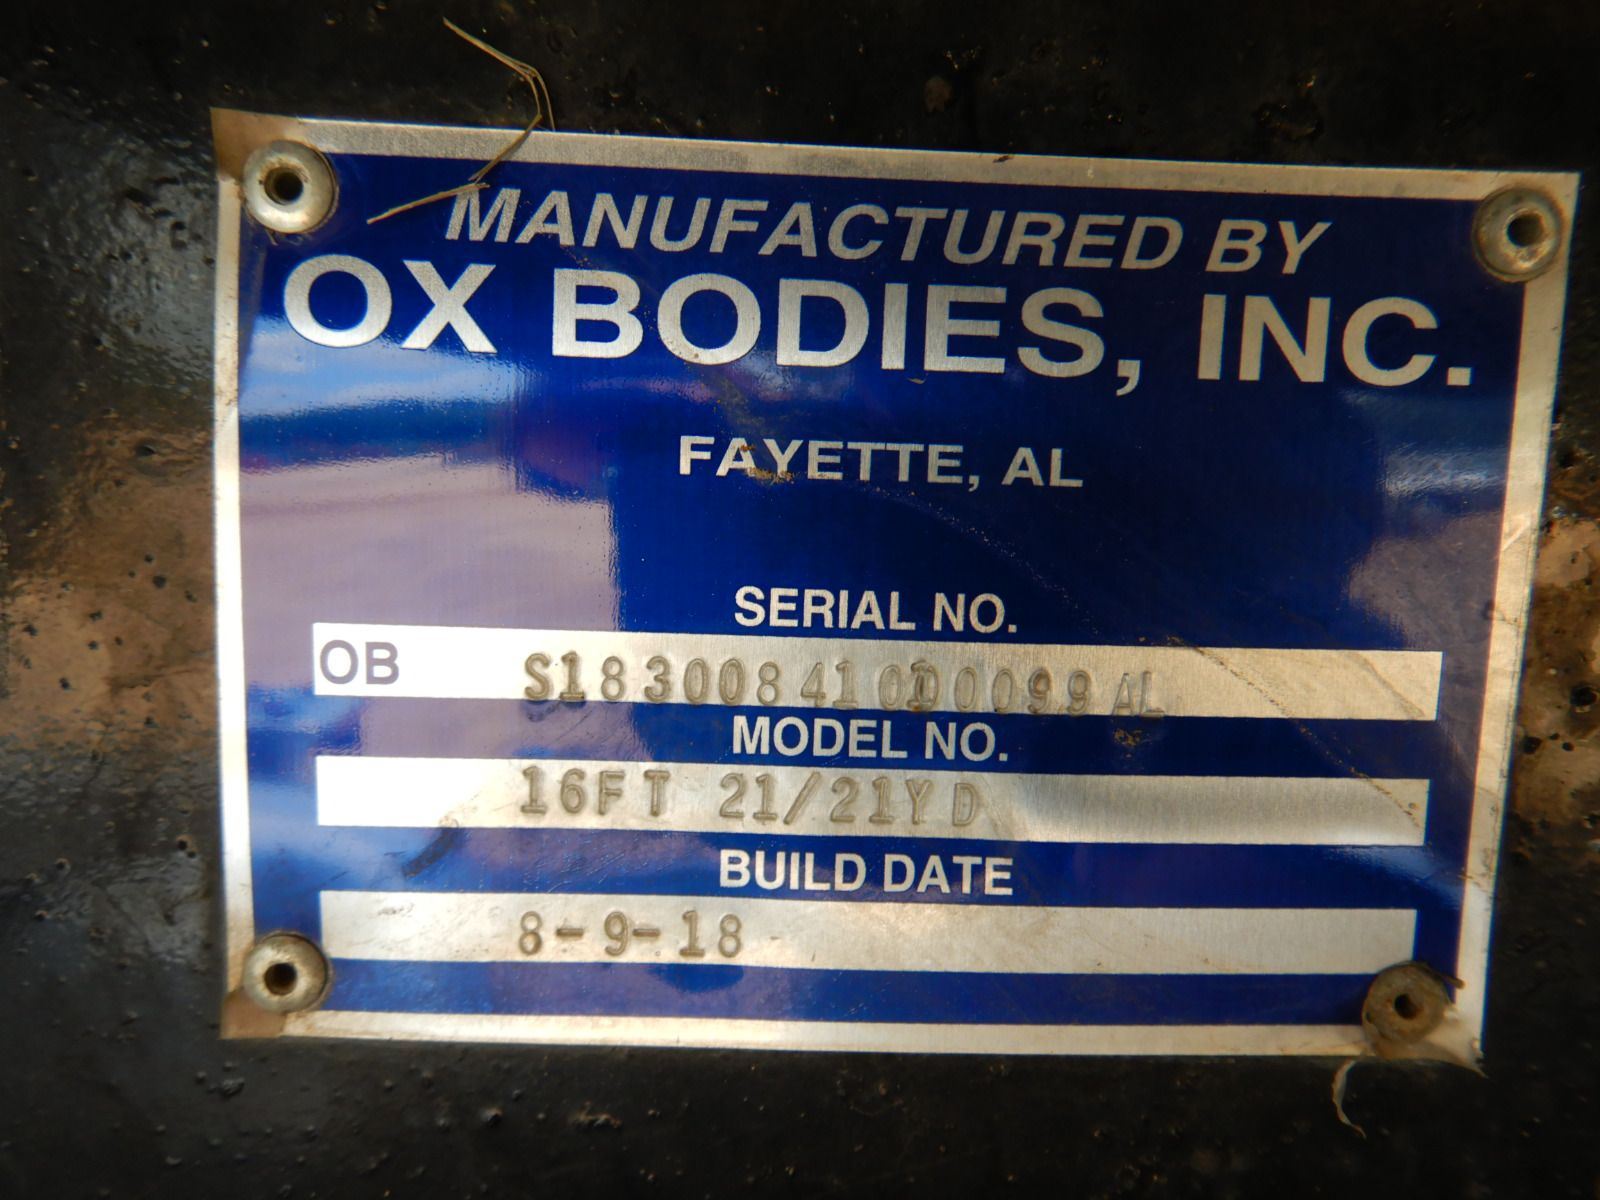 MANUFACTURED BY
OX BODIES, INC.
FAYETTE, AL
SERIAL NO.
OB
MODEL NO.
16FT 21/21YD
BUILD DATE
8-9-18